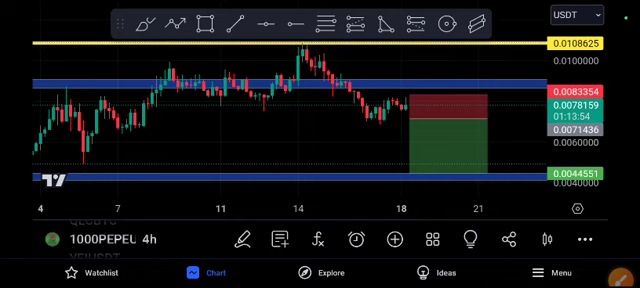 USDT
0.0108625
0.0100000
0.0083354
0.0078159
01:13:54
0.0071436
0.0060000
0.0044551
0.0040000
4 7 11 14 18 21
1000PEPEU 4h
Watchlist Chart Explore Ideas Menu